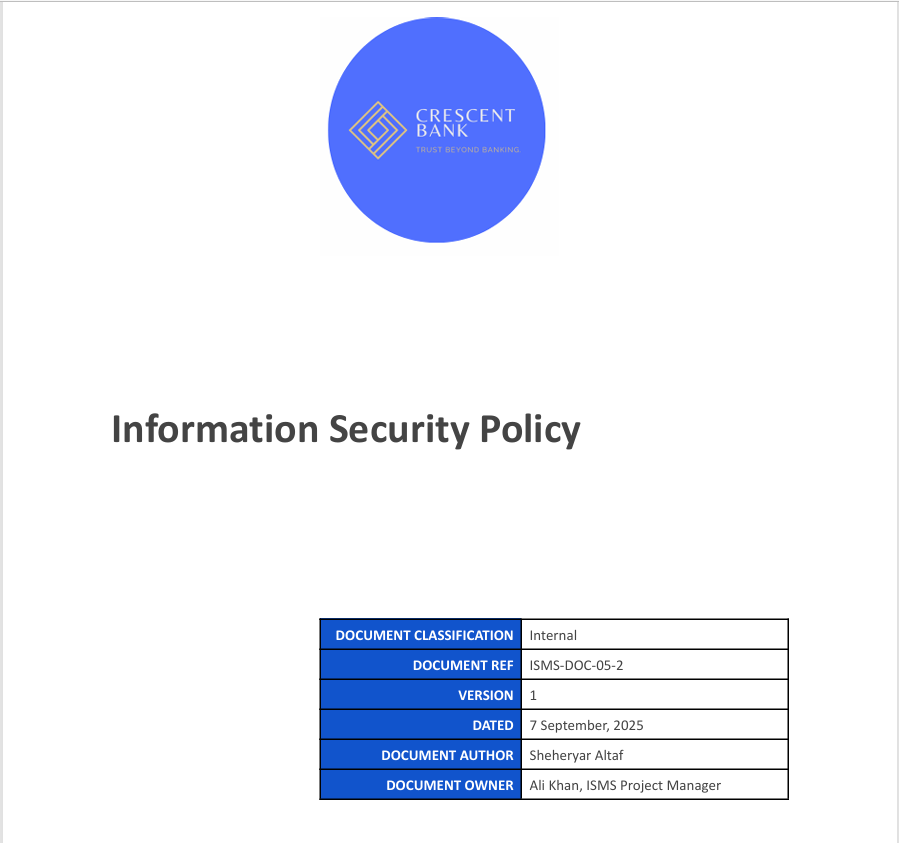 CRESCENT
BANK
TRUST BEYOND BANKING
Information Security Policy
DOCUMENT CLASSIFICATION Internal
DOCUMENT REF ISMS-DOC-05-2
VERSION 1
DATED 7 September, 2025
DOCUMENT AUTHOR Sheheryar Altaf
DOCUMENT OWNER Ali Khan, ISMS Project Manager